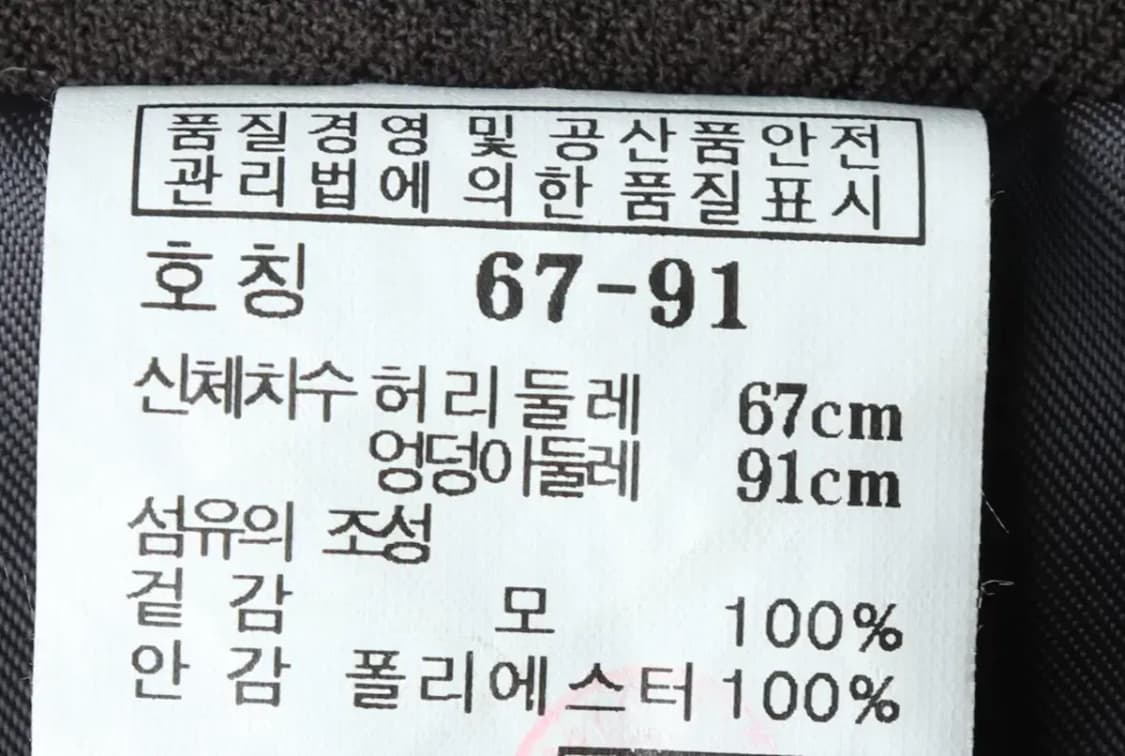 품질경영 및 공산품안전
관리법에 의한 품질표시
호칭 67-91
신체치수 허리둘레 67cm
엉덩이둘레 91cm
섬유의 조성
겉감 모 100%
안감 폴리에스터 100%